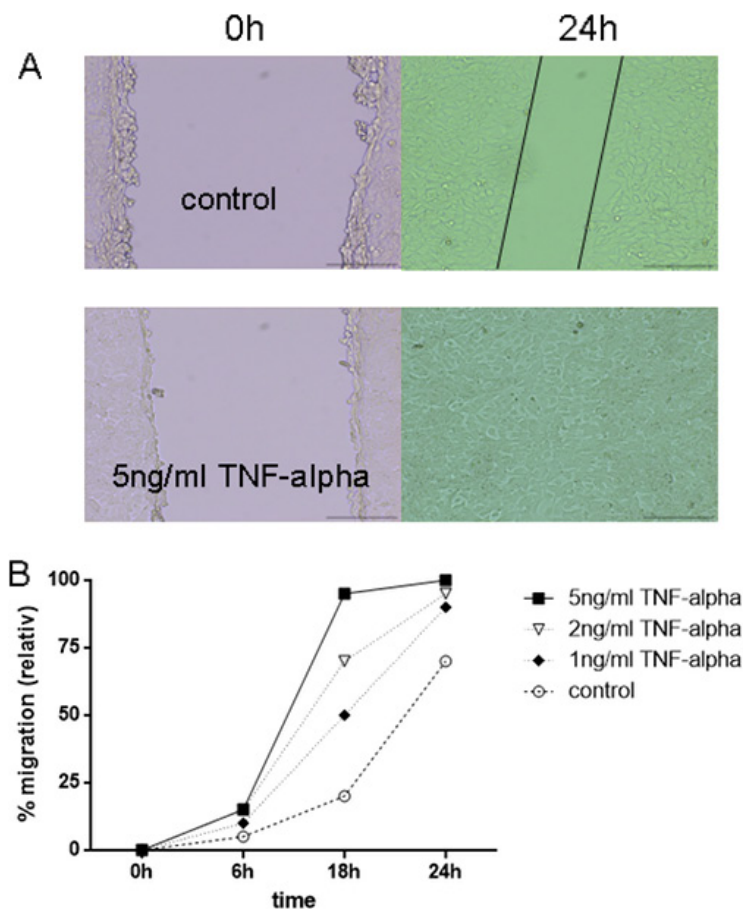 0h 24h
A
control
5ng/ml TNF-alpha
B
100
75
50
25
0
% migration (relativ)
0h 6h 18h 24h
time
5ng/ml TNF-alpha
2ng/ml TNF-alpha
1ng/ml TNF-alpha
control